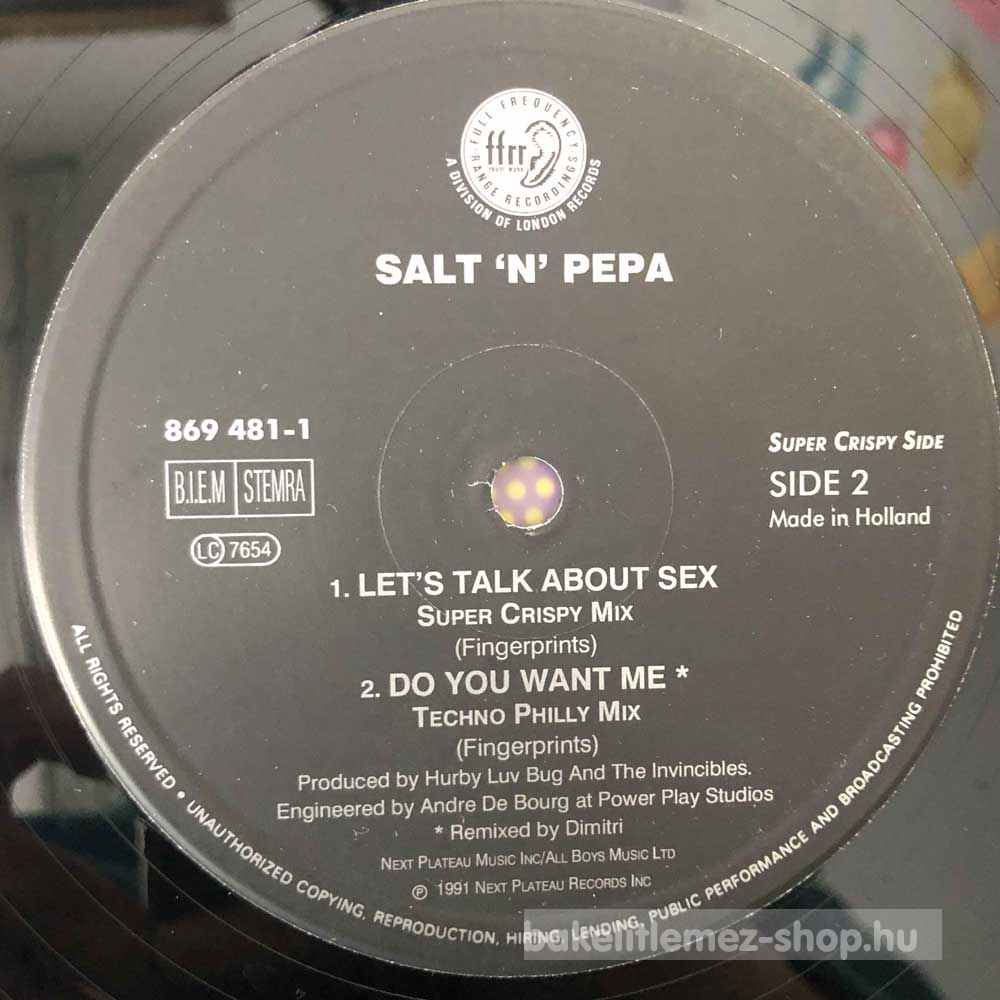 FULL FREQUENCY
ffrr
RANGE RECORDINGS
A DIVISION OF LONDON RECORDS
SALT ‘N’ PEPA
869 481-1
B.I.E.M STEMRA
LC 7654
SUPER CRISPY SIDE
SIDE 2
Made in Holland
1. LET’S TALK ABOUT SEX
SUPER CRISPY MIX
(Fingerprints)
2. DO YOU WANT ME *
TECHNO PHILLY MIX
(Fingerprints)
Produced by Hurby Luv Bug And The Invincibles.
Engineered by Andre De Bourg at Power Play Studios
* Remixed by Dimitri
NEXT PLATEAU MUSIC INC/ALL BOYS MUSIC LTD
℗ 1991 NEXT PLATEAU RECORDS INC
ALL RIGHTS RESERVED • UNAUTHORIZED COPYING, REPRODUCTION, HIRING, LENDING, PUBLIC PERFORMANCE AND BROADCASTING PROHIBITED
bakelitlemez-shop.hu